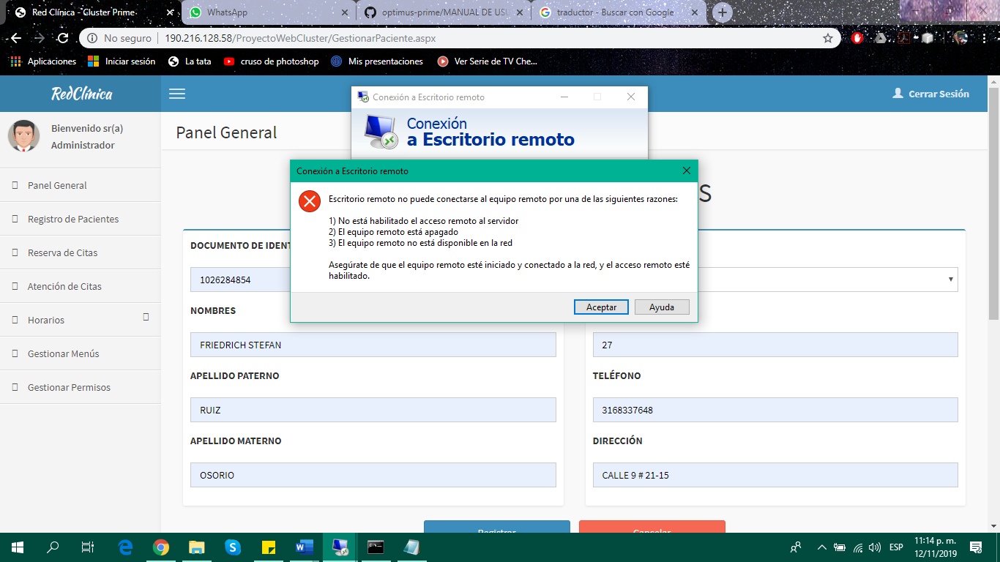 Red Clínica - Cluster Prime
WhatsApp
optimus-prime/MANUAL DE USU
traductor - Buscar con Google
No seguro
190.216.128.58/ProyectoWebCluster/GestionarPaciente.aspx
Aplicaciones
Iniciar sesión
La tata
cruso de photoshop
Mis presentaciones
Ver Serie de TV Che...
RedClínica
Cerrar Sesión
Bienvenido sr(a)
Administrador
Panel General
Registro de Pacientes
Reserva de Citas
Atención de Citas
Horarios
Gestionar Menús
Gestionar Permisos
Panel General
Conexión a Escritorio remoto
Conexión
a Escritorio remoto
Conexión a Escritorio remoto
Escritorio remoto no puede conectarse al equipo remoto por una de las siguientes razones:
1) No está habilitado el acceso remoto al servidor
2) El equipo remoto está apagado
3) El equipo remoto no está disponible en la red
Asegúrate de que el equipo remoto esté iniciado y conectado a la red, y el acceso remoto esté
habilitado.
Aceptar
Ayuda
S
DOCUMENTO DE IDENT
1026284854
NOMBRES
FRIEDRICH STEFAN
APELLIDO PATERNO
RUIZ
APELLIDO MATERNO
OSORIO
27
TELÉFONO
3168337648
DIRECCIÓN
CALLE 9 # 21-15
Registrar
Cancelar
ESP
11:14 p. m.
12/11/2019